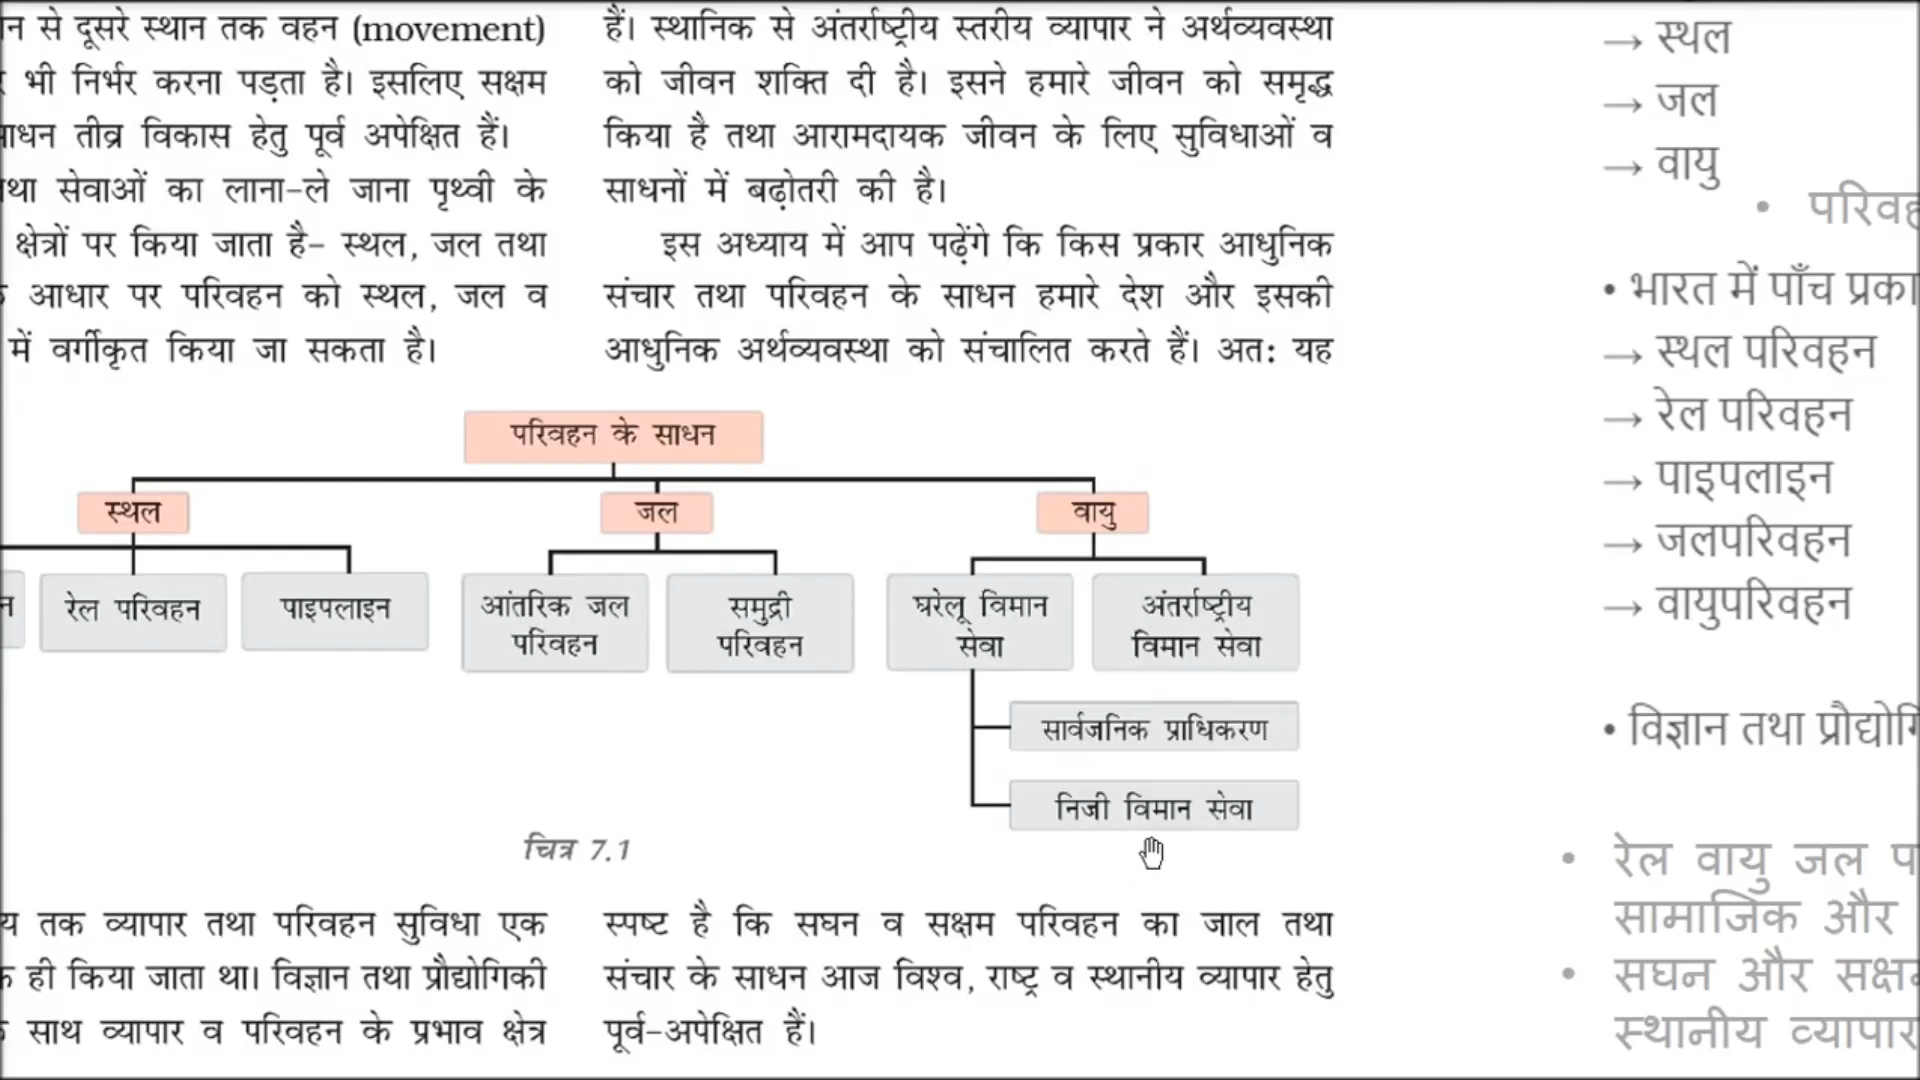 से दूसरे स्थान तक वहन (movement)
भी निर्भर करना पड़ता है। इसलिए सक्षम
तीव्र विकास हेतु पूर्व अपेक्षित हैं।
सेवाओं का लाना-ले जाना पृथ्वी के
क्षेत्रों पर किया जाता है– स्थल, जल तथा
आधार पर परिवहन को स्थल, जल व
में वर्गीकृत किया जा सकता है।
हैं। स्थानिक से अंतर्राष्ट्रीय स्तरीय व्यापार ने अर्थव्यवस्था
को जीवन शक्ति दी है। इसने हमारे जीवन को समृद्ध
किया है तथा आरामदायक जीवन के लिए सुविधाओं व
साधनों में बढ़ोतरी की है।
इस अध्याय में आप पढ़ेंगे कि किस प्रकार आधुनिक
संचार तथा परिवहन के साधन हमारे देश और इसकी
आधुनिक अर्थव्यवस्था को संचालित करते हैं। अत: यह
परिवहन के साधन
स्थल
जल
वायु
रेल परिवहन
पाइपलाइन
आंतरिक जल
परिवहन
समुद्री
परिवहन
घरेलू विमान
सेवा
अंतर्राष्ट्रीय
विमान सेवा
सार्वजनिक प्राधिकरण
निजी विमान सेवा
चित्र 7.1
तक व्यापार तथा परिवहन सुविधा एक
ही किया जाता था। विज्ञान तथा प्रौद्योगिकी
साथ व्यापार व परिवहन के प्रभाव क्षेत्र
स्पष्ट है कि सघन व सक्षम परिवहन का जाल तथा
संचार के साधन आज विश्व, राष्ट्र व स्थानीय व्यापार हेतु
पूर्व-अपेक्षित हैं।
→ स्थल
→ जल
→ वायु
• भारत में पाँच
→ स्थल परिवहन
→ रेल परिवहन
→ पाइपलाइन
→ जलपरिवहन
→ वायुपरिवहन
• विज्ञान तथा
• रेल वायु जल
सामाजिक और
• सघन और
स्थानीय व्यापार